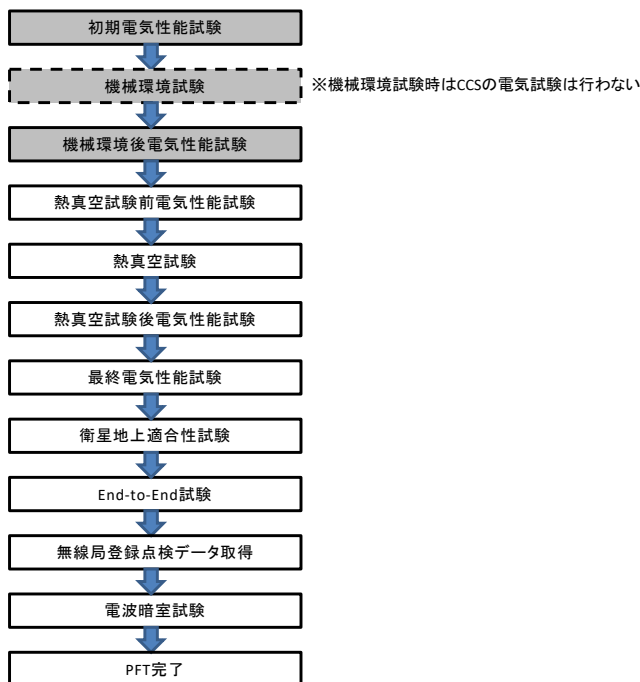 初期電気性能試験
機械環境試験 ※機械環境試験時はCCSの電気試験は行わない
機械環境後電気性能試験
熱真空試験前電気性能試験
熱真空試験
熱真空試験後電気性能試験
最終電気性能試験
衛星地上適合性試験
End-to-End試験
無線局登録点検データ取得
電波暗室試験
PFT完了